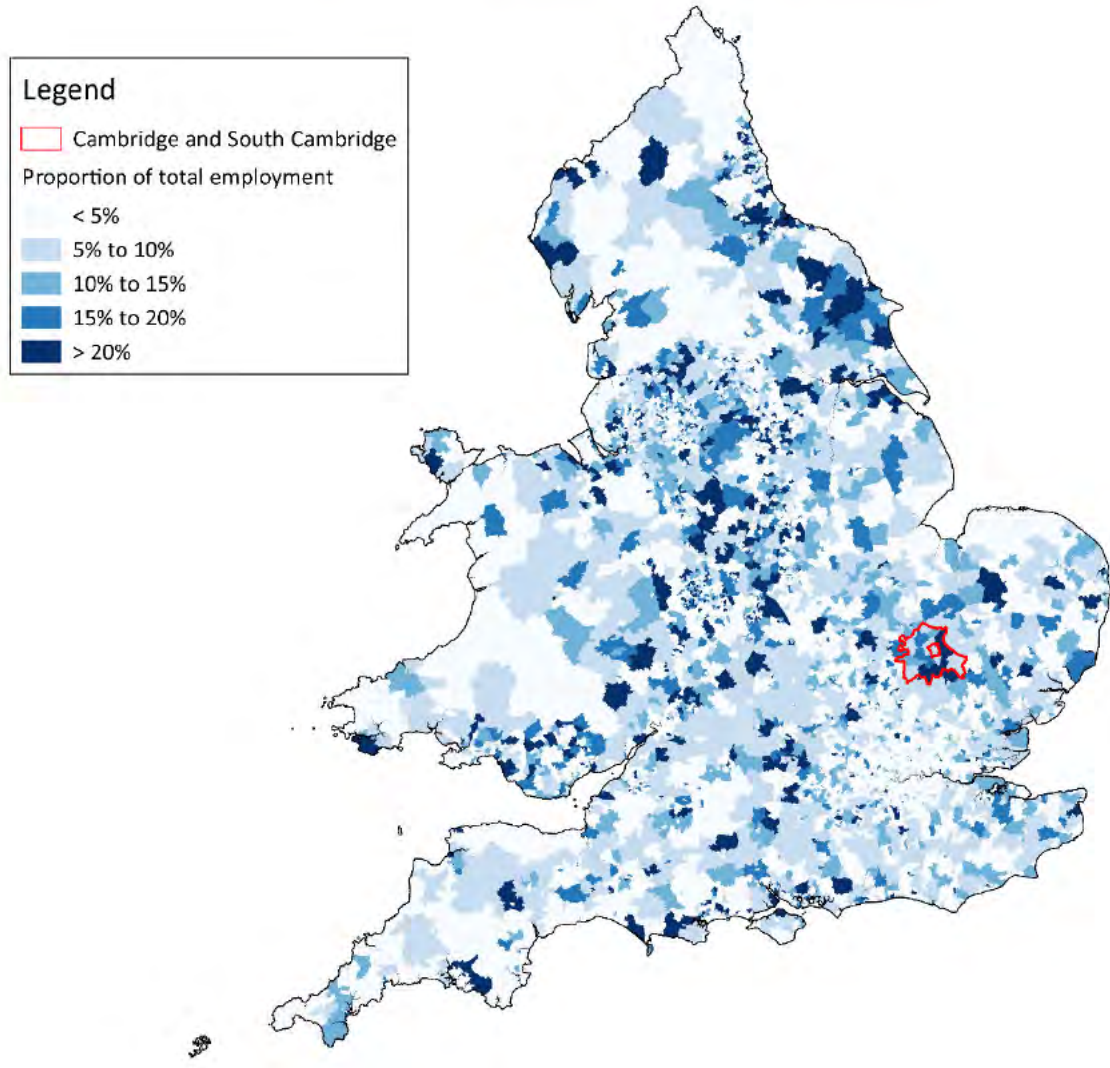 Legend
Cambridge and South Cambridge
Proportion of total employment
< 5%
5% to 10%
10% to 15%
15% to 20%
> 20%